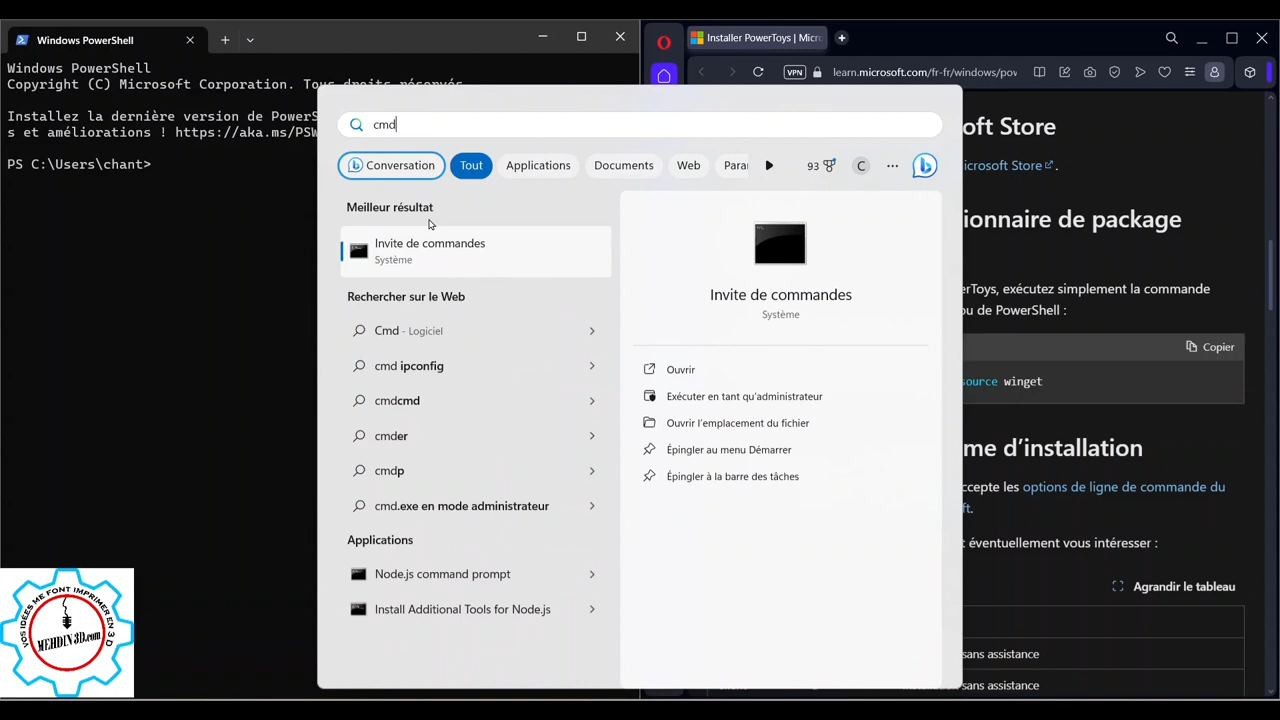 Windows PowerShell
Windows PowerShell
Copyright (C) Microsoft Corporation. Tous droits réservés.
Installez la dernière version de PowerS
s et améliorations ! https://aka.ms/PSW
PS C:\Users\chant>
Installer PowerToys | Micro
VPN
learn.microsoft.com/fr-fr/windows/pow
cmd
Conversation
Tout
Applications
Documents
Web
Para
93
C
Meilleur résultat
Invite de commandes
Système
Rechercher sur le Web
Cmd - Logiciel
cmd ipconfig
cmdcmd
cmder
cmdp
cmd.exe en mode administrateur
Applications
Node.js command prompt
Install Additional Tools for Node.js
Invite de commandes
Système
Ouvrir
Exécuter en tant qu'administrateur
Ouvrir l'emplacement du fichier
Épingler au menu Démarrer
Épingler à la barre des tâches
oft Store
icrosoft Store
ionnaire de package
erToys, exécutez simplement la commande
ou de PowerShell :
Copier
source winget
me d'installation
accepte les options de ligne de commande du
ft.
t éventuellement vous intéresser :
Agrandir le tableau
sans assistance
sans assistance
VOS IDÉES ME FONT IMPRIMER EN 3D
MEHDIN 3D.com